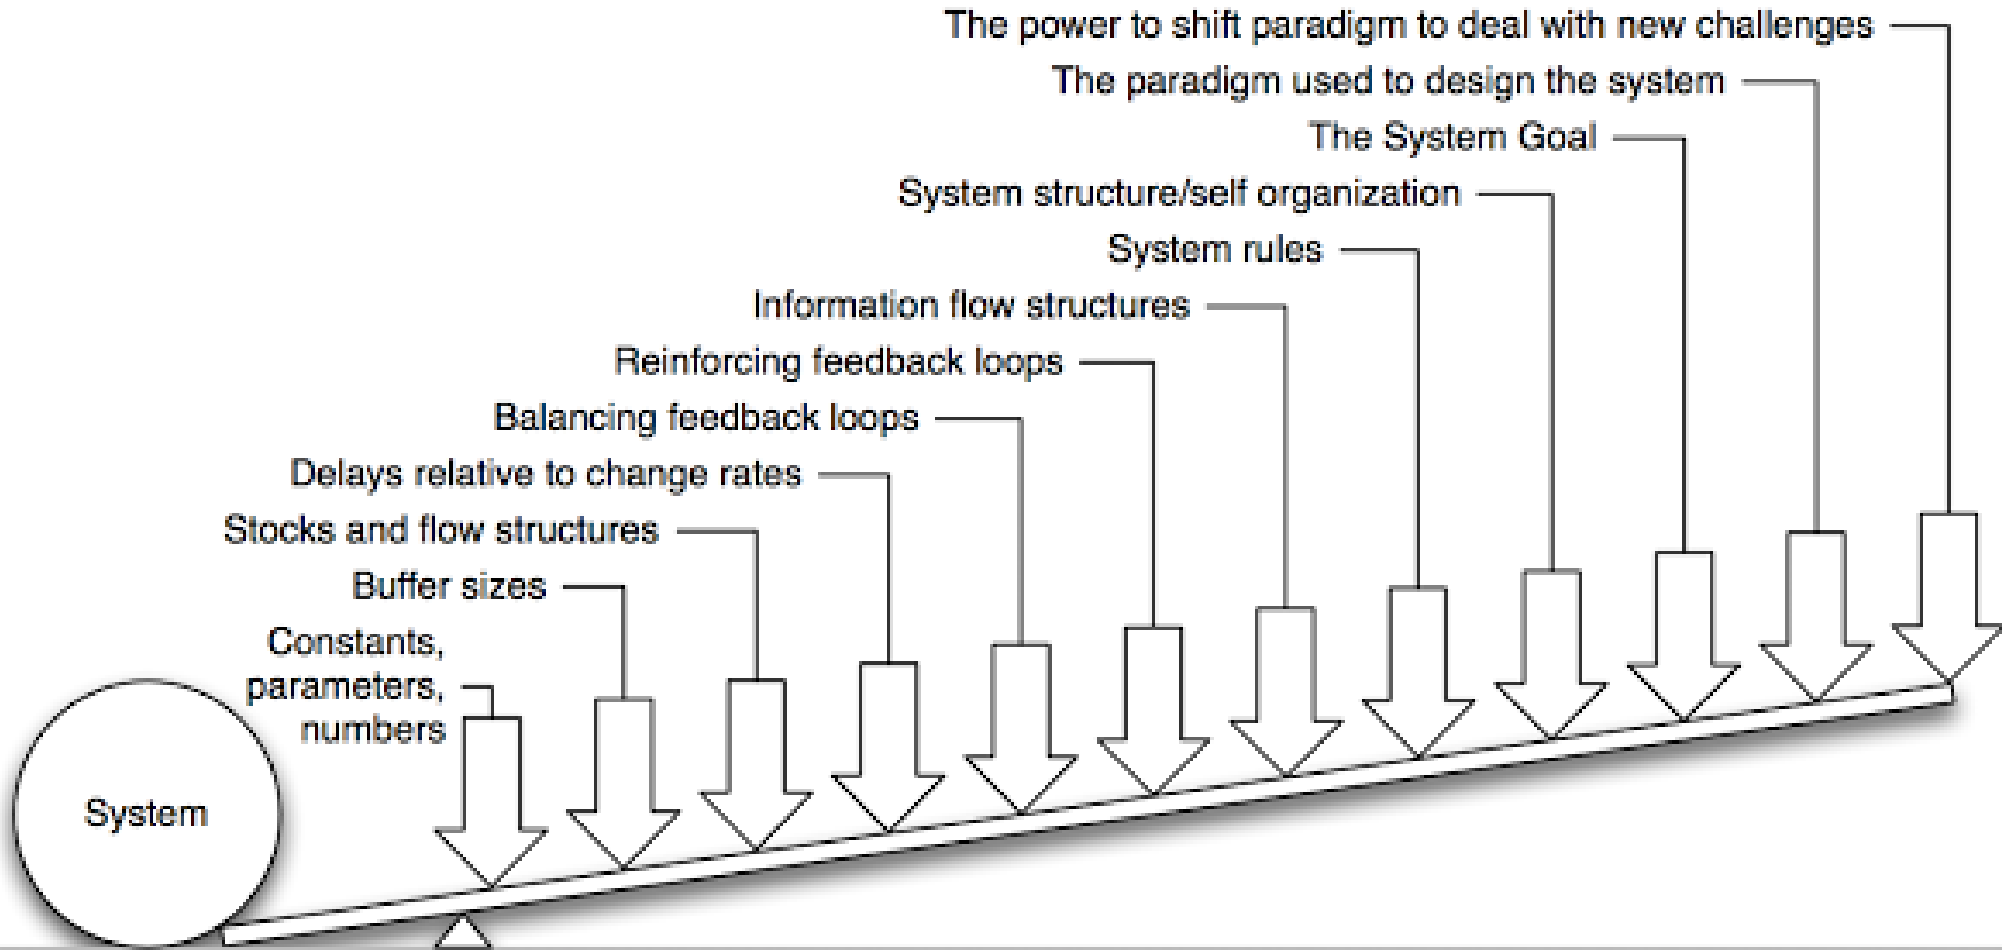 The power to shift paradigm to deal with new challenges
The paradigm used to design the system
The System Goal
System structure/self organization
System rules
Information flow structures
Reinforcing feedback loops
Balancing feedback loops
Delays relative to change rates
Stocks and flow structures
Buffer sizes
Constants,
parameters,
numbers
System